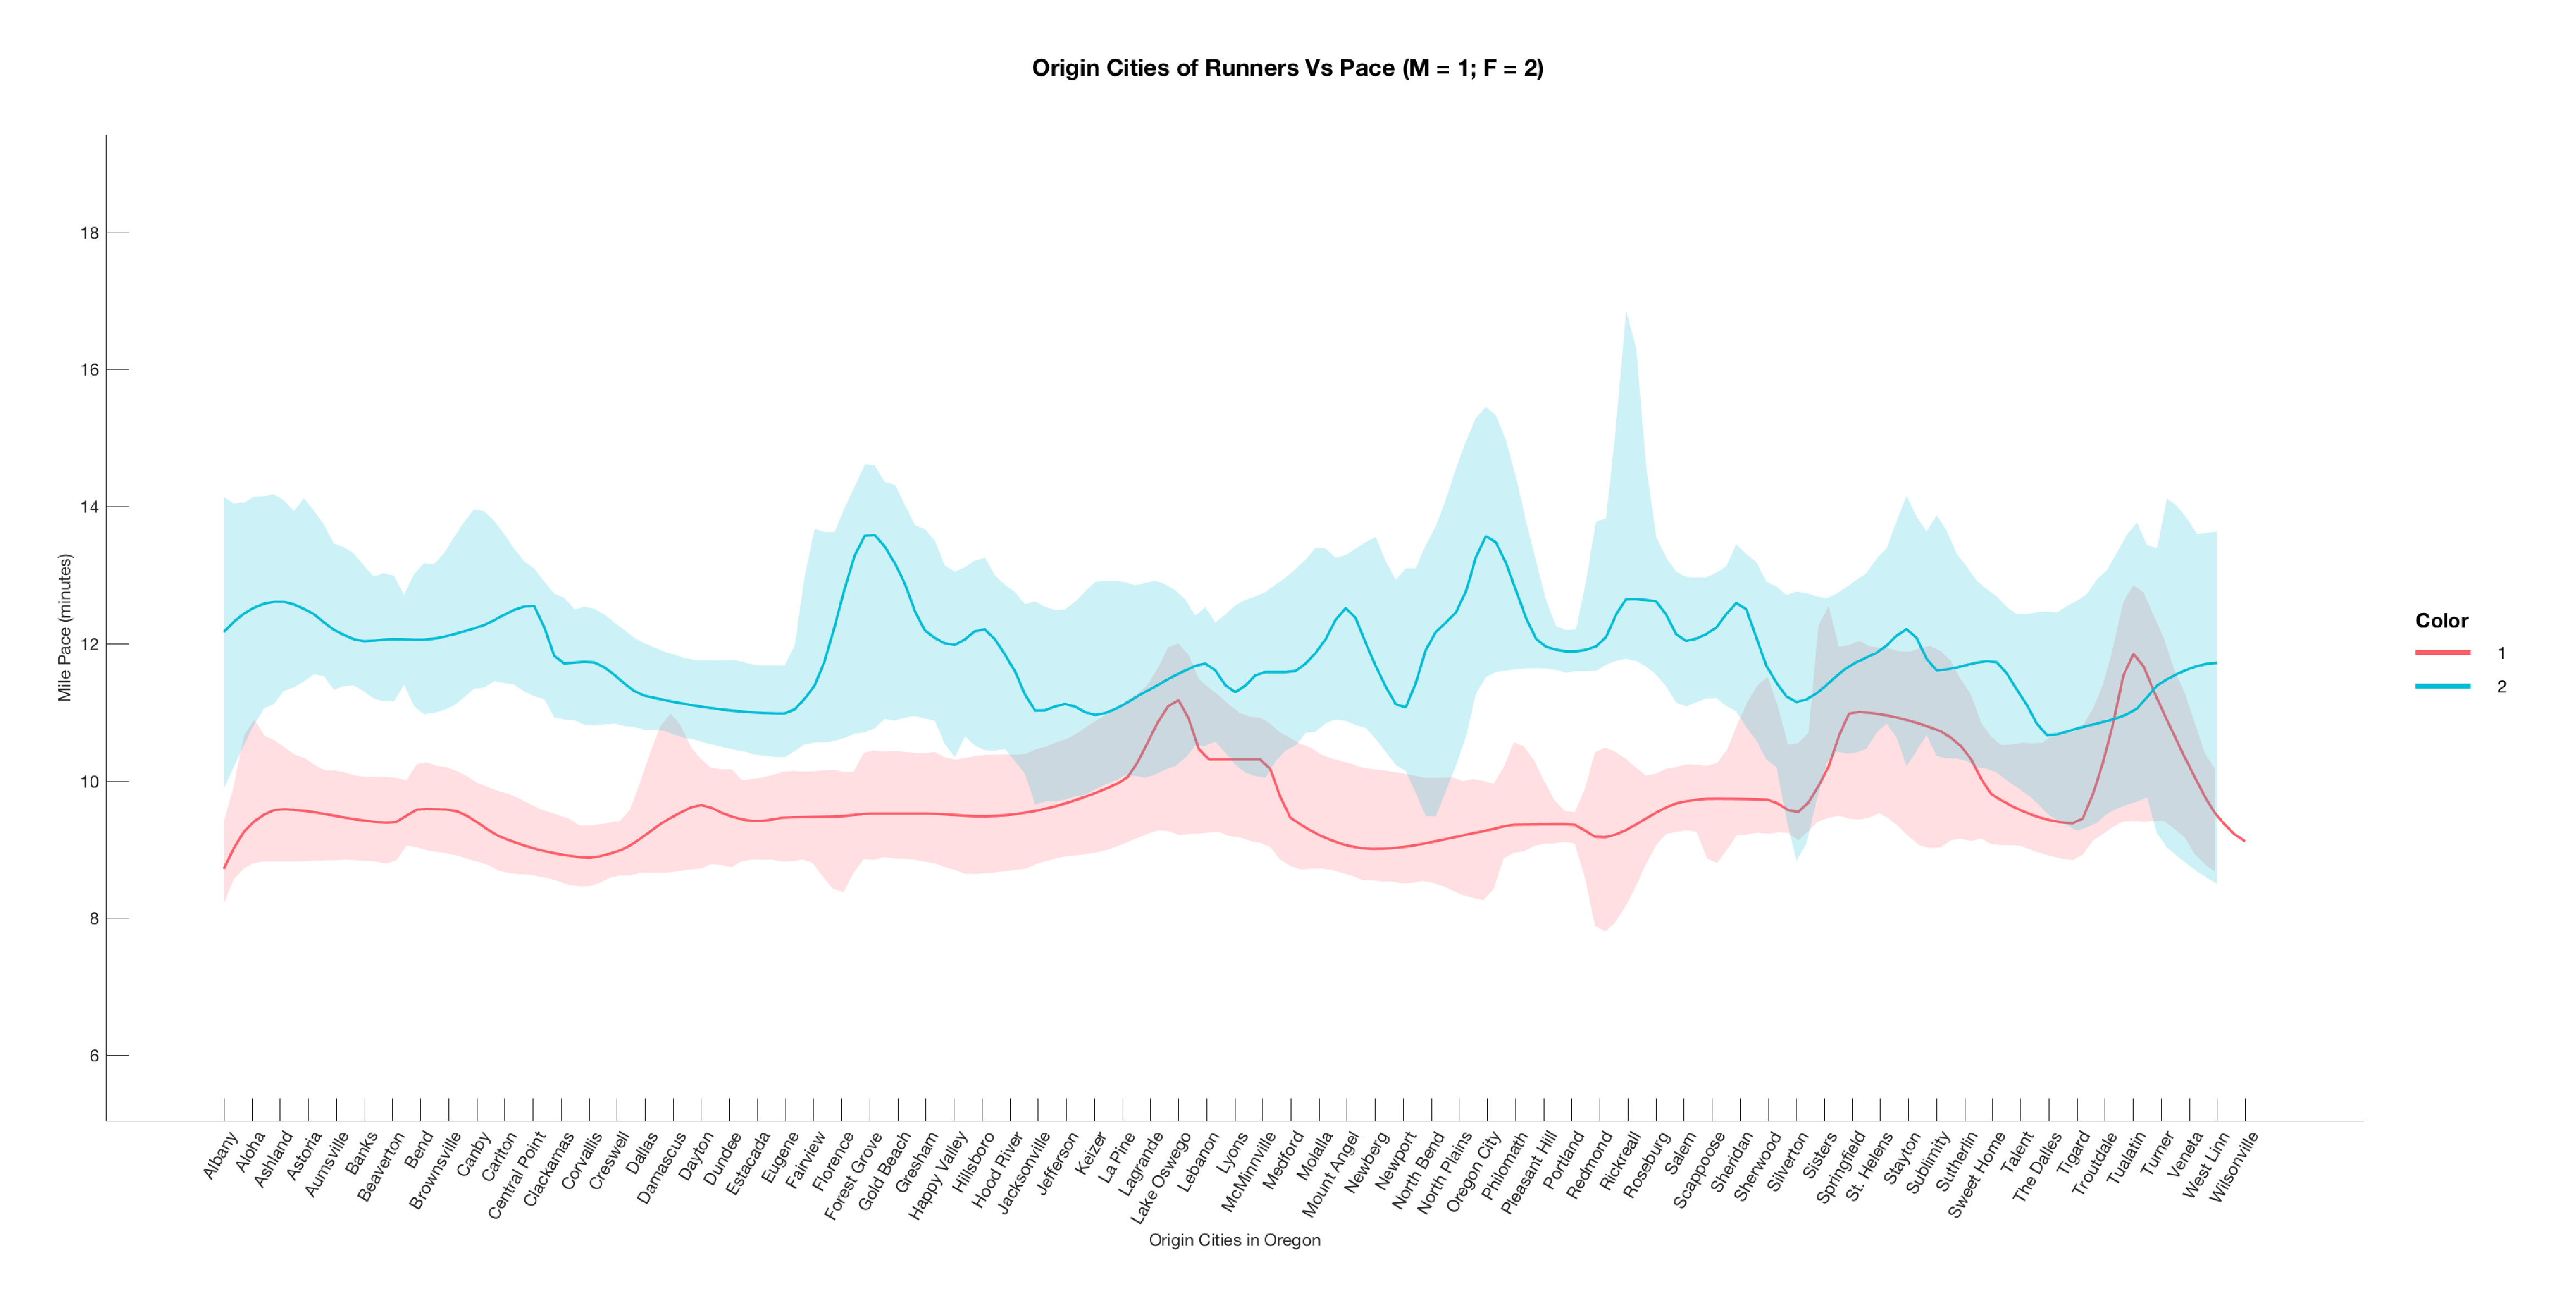 Origin Cities of Runners Vs Pace (M = 1; F = 2)
18
16
14
12
10
8
6
Mile Pace (minutes)
Color
1
2
Albany
Aloha
Ashland
Astoria
Aumsville
Banks
Beaverton
Bend
Brownsville
Canby
Carlton
Central Point
Clackamas
Corvallis
Creswell
Dallas
Damascus
Dayton
Dundee
Estacada
Eugene
Fairview
Florence
Forest Grove
Gold Beach
Gresham
Happy Valley
Hillsboro
Hood River
Jacksonville
Jefferson
Keizer
La Pine
Lagrande
Lake Oswego
Lebanon
Lyons
McMinnville
Medford
Molalla
Mount Angel
Newberg
Newport
North Bend
North Plains
Oregon City
Philomath
Pleasant Hill
Portland
Redmond
Rickreall
Roseburg
Salem
Scappoose
Sheridan
Sherwood
Silverton
Sisters
Springfield
St. Helens
Stayton
Sublimity
Sutherlin
Sweet Home
Talent
The Dalles
Tigard
Troutdale
Tualatin
Turner
Veneta
West Linn
Wilsonville
Origin Cities in Oregon